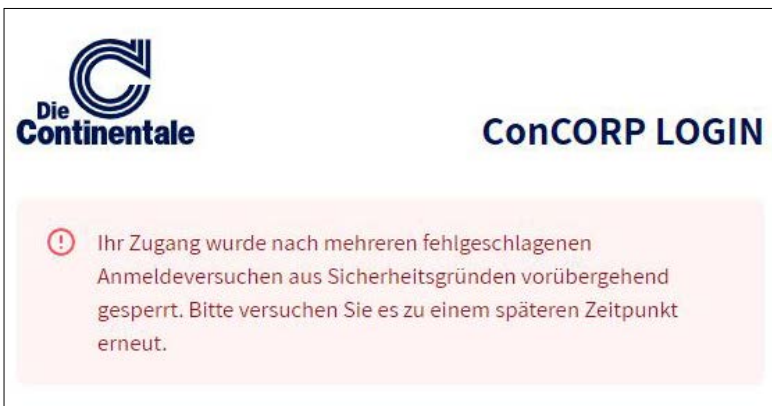 Die
Continentale
ConCORP LOGIN
Ihr Zugang wurde nach mehreren fehlgeschlagenen
Anmeldeversuchen aus Sicherheitsgründen vorübergehend
gesperrt. Bitte versuchen Sie es zu einem späteren Zeitpunkt
erneut.